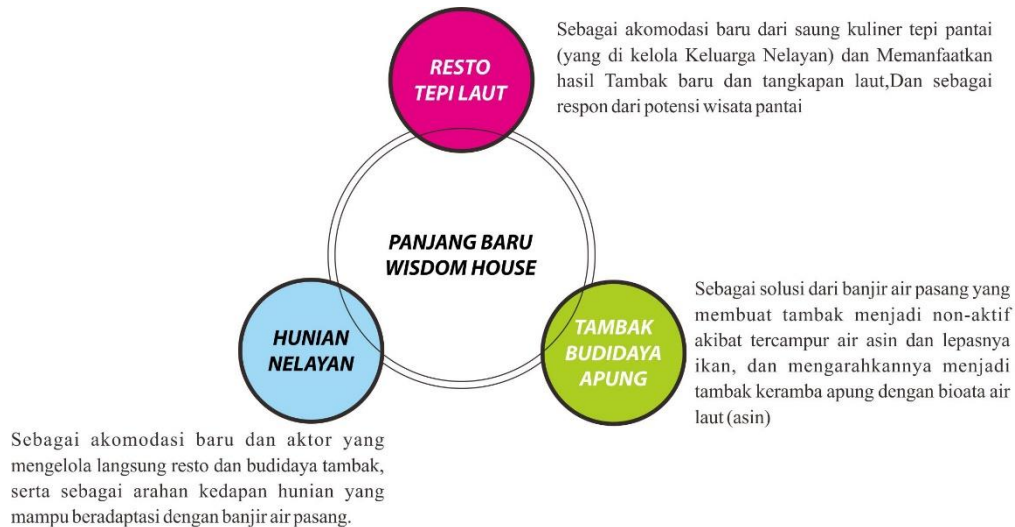 RESTO
TEPI LAUT
Sebagai akomodasi baru dari saung kuliner tepi pantai
(yang di kelola Keluarga Nelayan) dan Memanfaatkan
hasil Tambak baru dan tangkapan laut,Dan sebagai
respon dari potensi wisata pantai
PANJANG BARU
WISDOM HOUSE
HUNIAN
NELAYAN
TAMBAK
BUDIDAYA
APUNG
Sebagai solusi dari banjir air pasang yang
membuat tambak menjadi non-aktif
akibat tercampur air asin dan lepasnya
ikan, dan mengarahkannya menjadi
tambak keramba apung dengan bioata air
laut (asin)
Sebagai akomodasi baru dan aktor yang
mengelola langsung resto dan budidaya tambak,
serta sebagai arahan kedapan hunian yang
mampu beradaptasi dengan banjir air pasang.